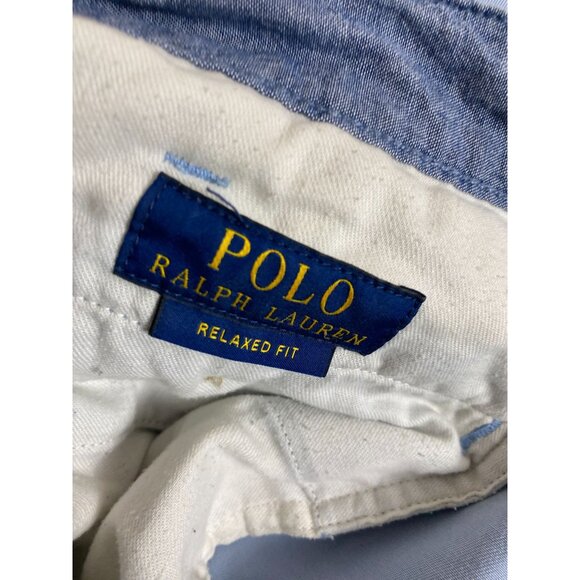 POLO
RALPH LAUREN
RELAXED FIT